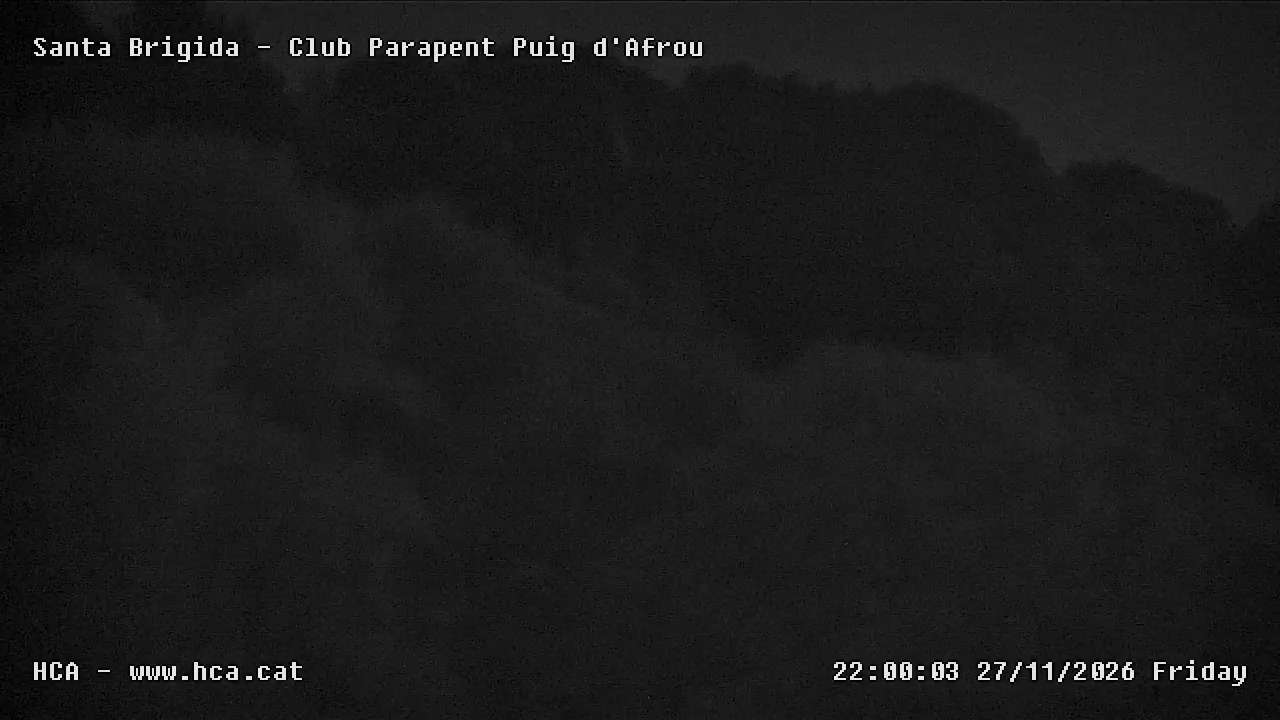 Santa Brigida - Club Parapent Puig d'Afrou
HCA - www.hca.cat
22:00:03 27/11/2026 Friday